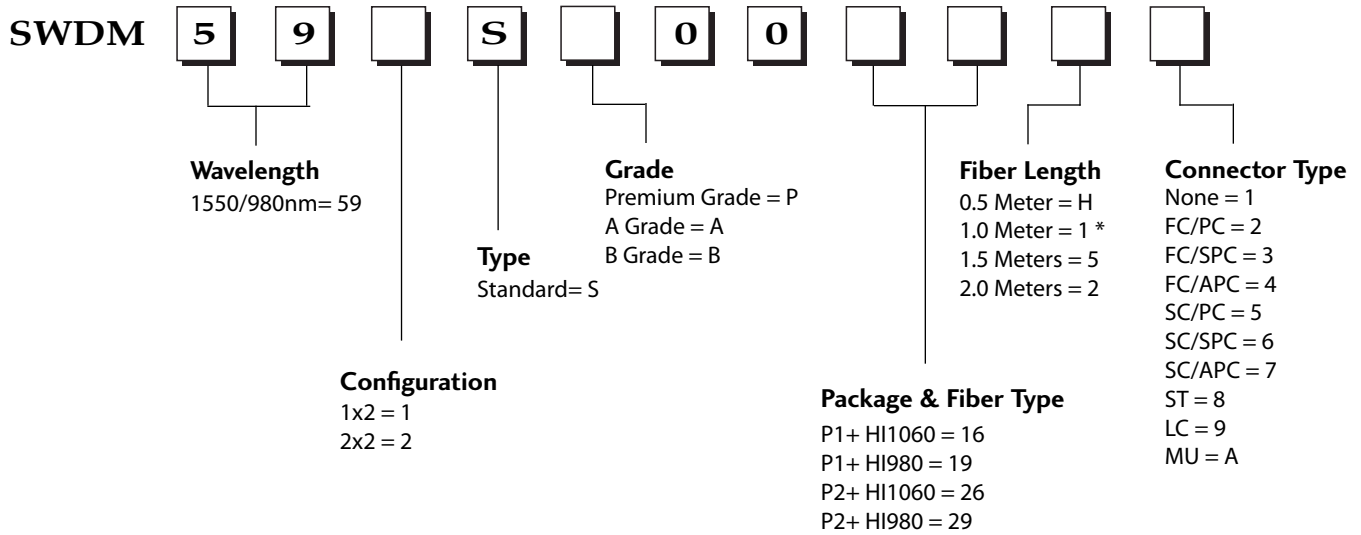 SWDM 5 9 S 0 0
Wavelength
1550/980nm= 59
Type
Standard= S
Grade
Premium Grade = P
A Grade = A
B Grade = B
Configuration
1x2 = 1
2x2 = 2
Package & Fiber Type
P1+ HI1060 = 16
P1+ HI980 = 19
P2+ HI1060 = 26
P2+ HI980 = 29
Fiber Length
0.5 Meter = H
1.0 Meter = 1 *
1.5 Meters = 5
2.0 Meters = 2
Connector Type
None = 1
FC/PC = 2
FC/SPC = 3
FC/APC = 4
SC/PC = 5
SC/SPC = 6
SC/APC = 7
ST = 8
LC = 9
MU = A